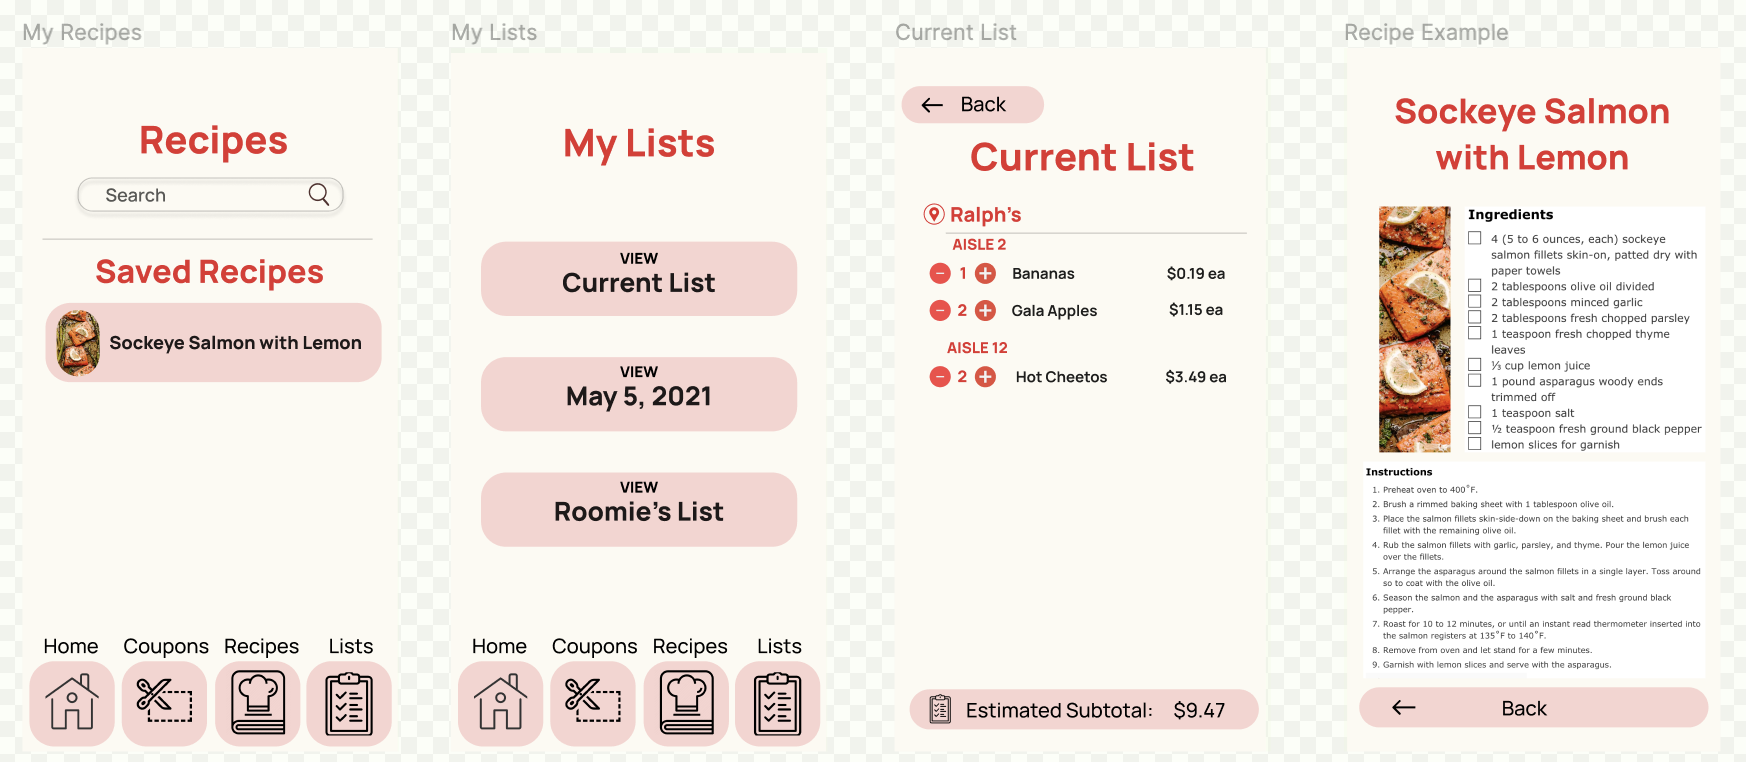 My Recipes
Recipes
Search
Saved Recipes
Sockeye Salmon with Lemon
Home Coupons Recipes Lists
My Lists
My Lists
VIEW
Current List
VIEW
May 5, 2021
VIEW
Roomie's List
Home Coupons Recipes Lists
Current List
← Back
Current List
Ralph's
AISLE 2
− 1 + Bananas $0.19 ea
− 2 + Gala Apples $1.15 ea
AISLE 12
− 2 + Hot Cheetos $3.49 ea
Estimated Subtotal: $9.47
Recipe Example
Sockeye Salmon
with Lemon
Ingredients
4 (5 to 6 ounces, each) sockeye
salmon fillets skin-on, patted dry with
paper towels
2 tablespoons olive oil divided
2 tablespoons minced garlic
2 tablespoons fresh chopped parsley
1 teaspoon fresh chopped thyme
leaves
⅓ cup lemon juice
1 pound asparagus woody ends
trimmed off
1 teaspoon salt
½ teaspoon fresh ground black pepper
lemon slices for garnish
Instructions
1. Preheat oven to 400˚F.
2. Brush a rimmed baking sheet with 1 tablespoon olive oil.
3. Place the salmon fillets skin-side-down on the baking sheet and brush each
fillet with the remaining olive oil.
4. Rub the salmon fillets with garlic, parsley, and thyme. Pour the lemon juice
over the fillets.
5. Arrange the asparagus around the salmon fillets in a single layer. Toss around
so to coat with the olive oil.
6. Season the salmon and the asparagus with salt and fresh ground black
pepper.
7. Roast for 10 to 12 minutes, or until an instant read thermometer inserted into
the salmon registers at 135˚F to 140˚F.
8. Remove from oven and let stand for a few minutes.
9. Garnish with lemon slices and serve with the asparagus.
← Back